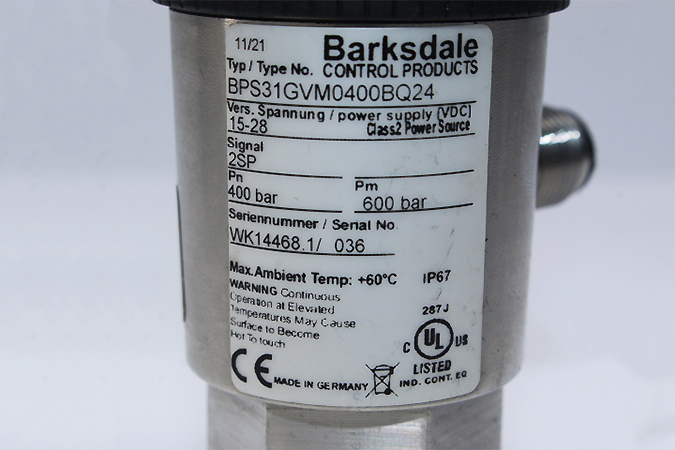 11/21 Barksdale
Typ / Type No. CONTROL PRODUCTS
BPS31GVM0400BQ24
Vers. Spannung / power supply (VDC)
15-28 Class2 Power Source
Signal
2SP
Pn Pm
400 bar 600 bar
Seriennummer / Serial No.
WK14468.1/ 036
Max.Ambient Temp: +60°C IP67
WARNING Continuous
Operation at Elevated
Temperatures May Cause
Surface to Become
Hot To touch
287J
C UL US
LISTED
IND. CONT. EQ
CE MADE IN GERMANY